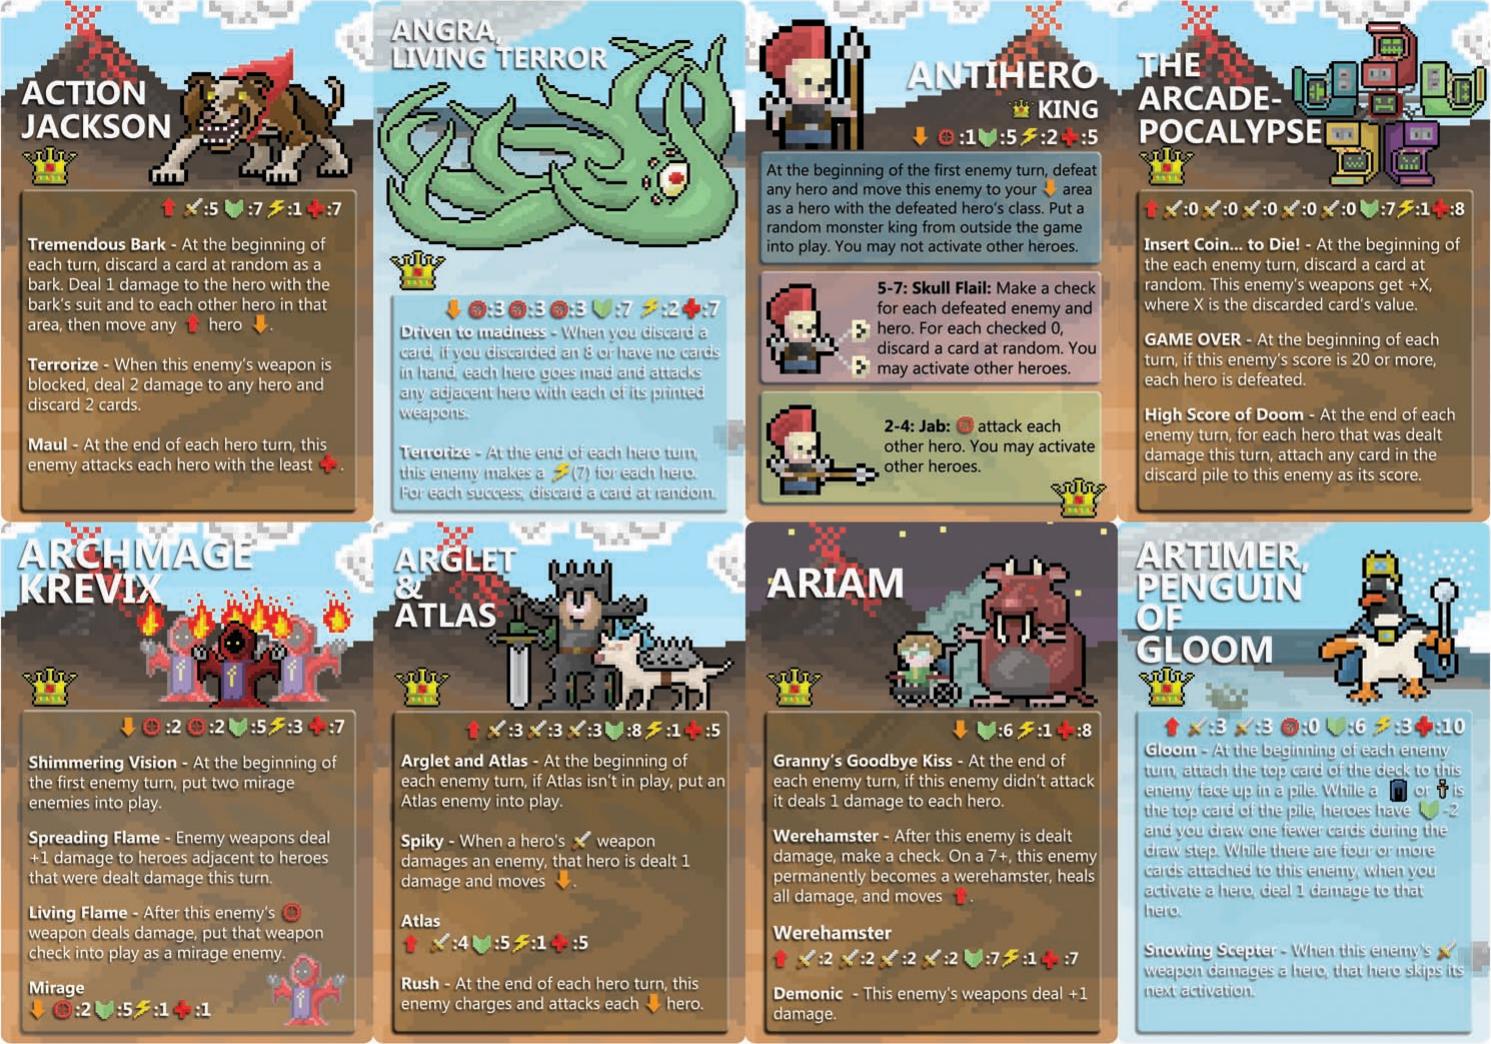 ACTION
JACKSON
:5 :7 :1 :7
Tremendous Bark - At the beginning of
each turn, discard a card at random as a
bark. Deal 1 damage to the hero with the
bark's suit and to each other hero in that
area, then move any hero .
Terrorize - When this enemy's weapon is
blocked, deal 2 damage to any hero and
discard 2 cards.
Maul - At the end of each hero turn, this
enemy attacks each hero with the least .
ANGRA,
LIVING TERROR
:3 :3 :3 :7 :2 :7
Driven to madness - When you discard a
card, if you discarded an 8 or have no cards
in hand, each hero goes mad and attacks
any adjacent hero with each of its printed
weapons.
Terrorize - At the end of each hero turn,
this enemy makes a (7) for each hero.
For each success, discard a card at random.
ANTIHERO
KING
:1 :5 :2 :5
At the beginning of the first enemy turn, defeat
any hero and move this enemy to your area
as a hero with the defeated hero's class. Put a
random monster king from outside the game
into play. You may not activate other heroes.
5-7: Skull Flail: Make a check
for each defeated enemy and
hero. For each checked 0,
discard a card at random. You
may activate other heroes.
2-4: Jab: attack each
other hero. You may activate
other heroes.
THE
ARCADE-
POCALYPSE
:0 :0 :0 :0 :0 :7 :1 :8
Insert Coin... to Die! - At the beginning of
the each enemy turn, discard a card at
random. This enemy's weapons get +X,
where X is the discarded card's value.
GAME OVER - At the beginning of each
turn, if this enemy's score is 20 or more,
each hero is defeated.
High Score of Doom - At the end of each
enemy turn, for each hero that was dealt
damage this turn, attach any card in the
discard pile to this enemy as its score.
ARCHMAGE
KREVIX
:2 :2 :5 :3 :7
Shimmering Vision - At the beginning of
the first enemy turn, put two mirage
enemies into play.
Spreading Flame - Enemy weapons deal
+1 damage to heroes adjacent to heroes
that were dealt damage this turn.
Living Flame - After this enemy's
weapon deals damage, put that weapon
check into play as a mirage enemy.
Mirage
:2 :5 :1 :1
ARGLET
&
ATLAS
:3 :3 :3 :8 :1 :5
Arglet and Atlas - At the beginning of
each enemy turn, if Atlas isn't in play, put an
Atlas enemy into play.
Spiky - When a hero's weapon
damages an enemy, that hero is dealt 1
damage and moves .
Atlas
:4 :5 :1 :5
Rush - At the end of each hero turn, this
enemy charges and attacks each hero.
ARIAM
:6 :1 :8
Granny's Goodbye Kiss - At the end of
each enemy turn, if this enemy didn't attack
it deals 1 damage to each hero.
Werehamster - After this enemy is dealt
damage, make a check. On a 7+, this enemy
permanently becomes a werehamster, heals
all damage, and moves .
Werehamster
:2 :2 :2 :2 :7 :1 :7
Demonic - This enemy's weapons deal +1
damage.
ARTIMER,
PENGUIN
OF
GLOOM
:3 :3 :0 :6 :3 :10
Gloom - At the beginning of each enemy
turn, attach the top card of the deck to this
enemy face up in a pile. While a or is
the top card of the pile, heroes have -2
and you draw one fewer cards during the
draw step. While there are four or more
cards attached to this enemy, when you
activate a hero, deal 1 damage to that
hero.
Snowing Scepter - When this enemy's
weapon damages a hero, that hero skips its
next activation.